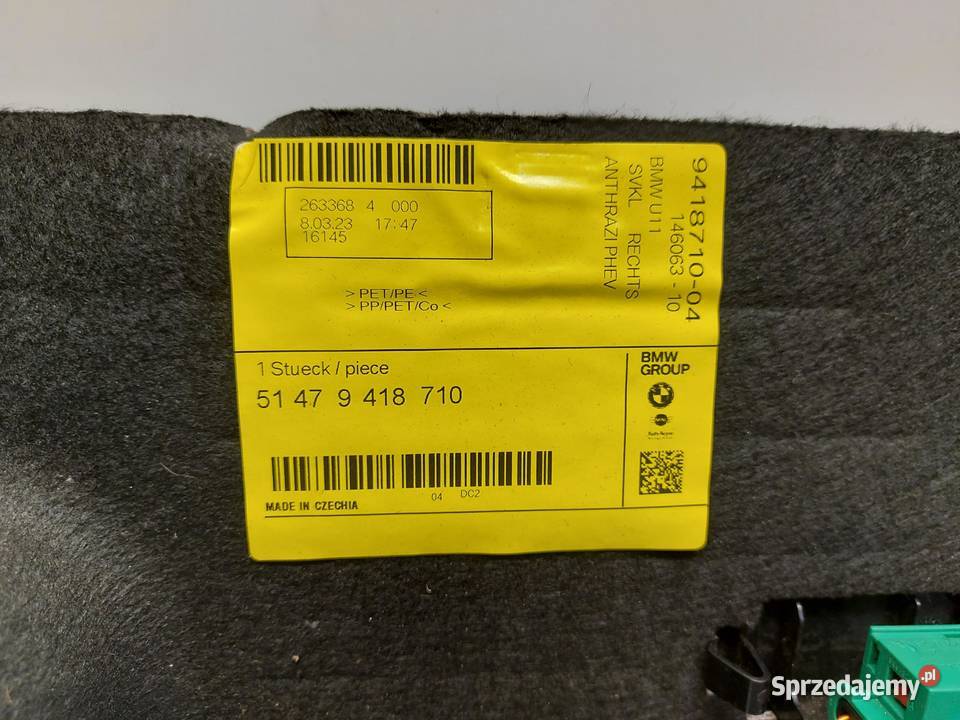 263368 4 000
8.03.23 17:47
16145
> PET/PE <
> PP/PET/Co <
9418710-04
146063 - 10
BMW U11
SVKL RECHTS
ANTHRAZI PHEV
1 Stueck / piece
51 47 9 418 710
04 DC2
MADE IN CZECHIA
BMW
GROUP
Sprzedajemy.pl